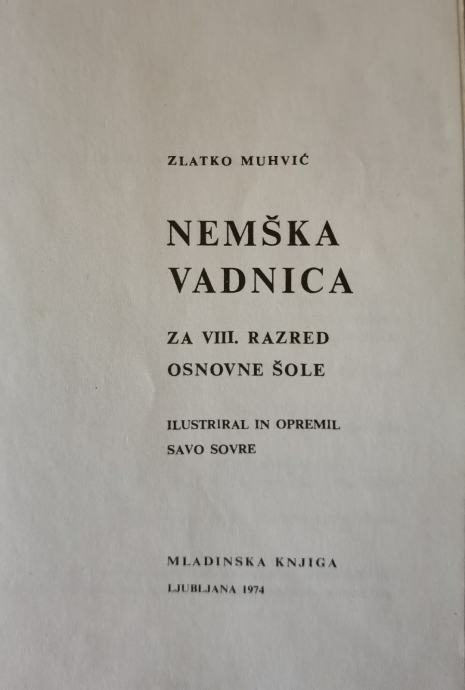 ZLATKO MUHVIĆ
NEMŠKA
VADNICA
ZA VIII. RAZRED
OSNOVNE ŠOLE
ILUSTRIRAL IN OPREMIL
SAVO SOVRE
MLADINSKA KNJIGA
LJUBLJANA 1974